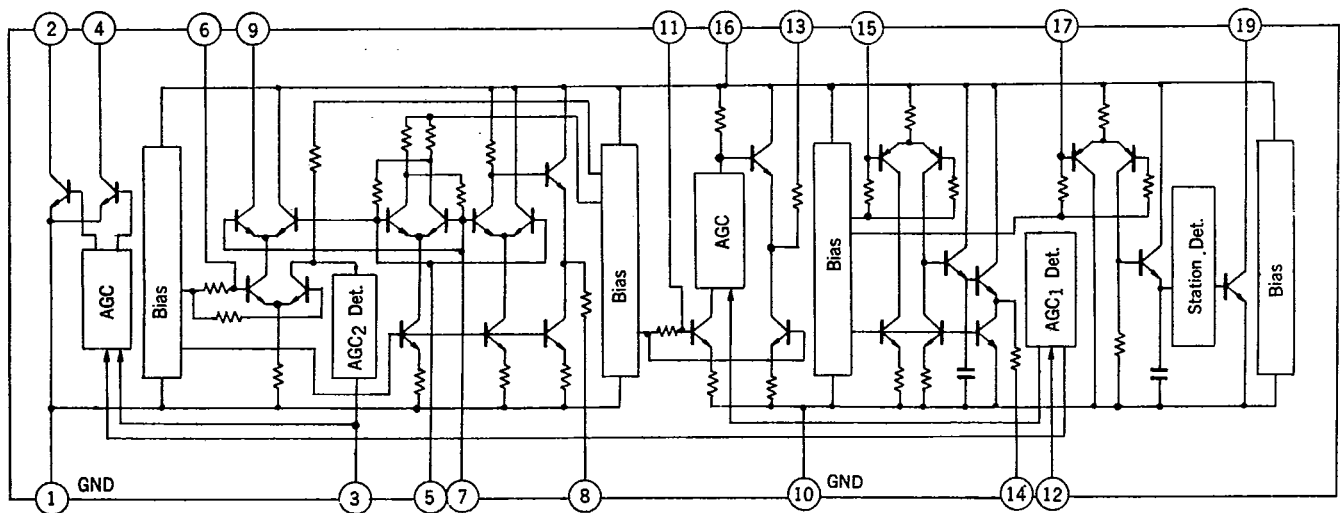 2 4 6 9 11 16 13 15 17 19
AGC
Bias
AGC2 Det.
Bias
AGC
Bias
AGC1 Det.
Station Det.
Bias
1 GND 3 5 7 8 10 GND 14 12